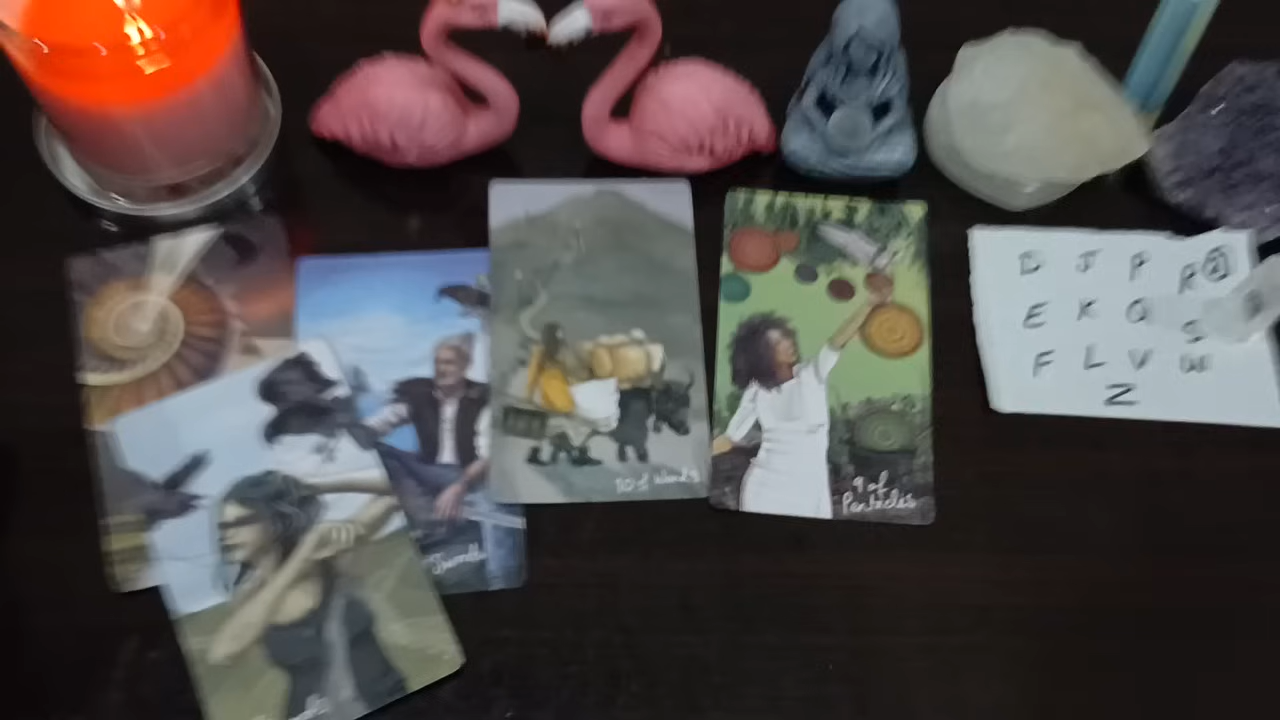 10 of Wands
9 of
Pentacles
D J P R
E K Q S
F L V W
Z